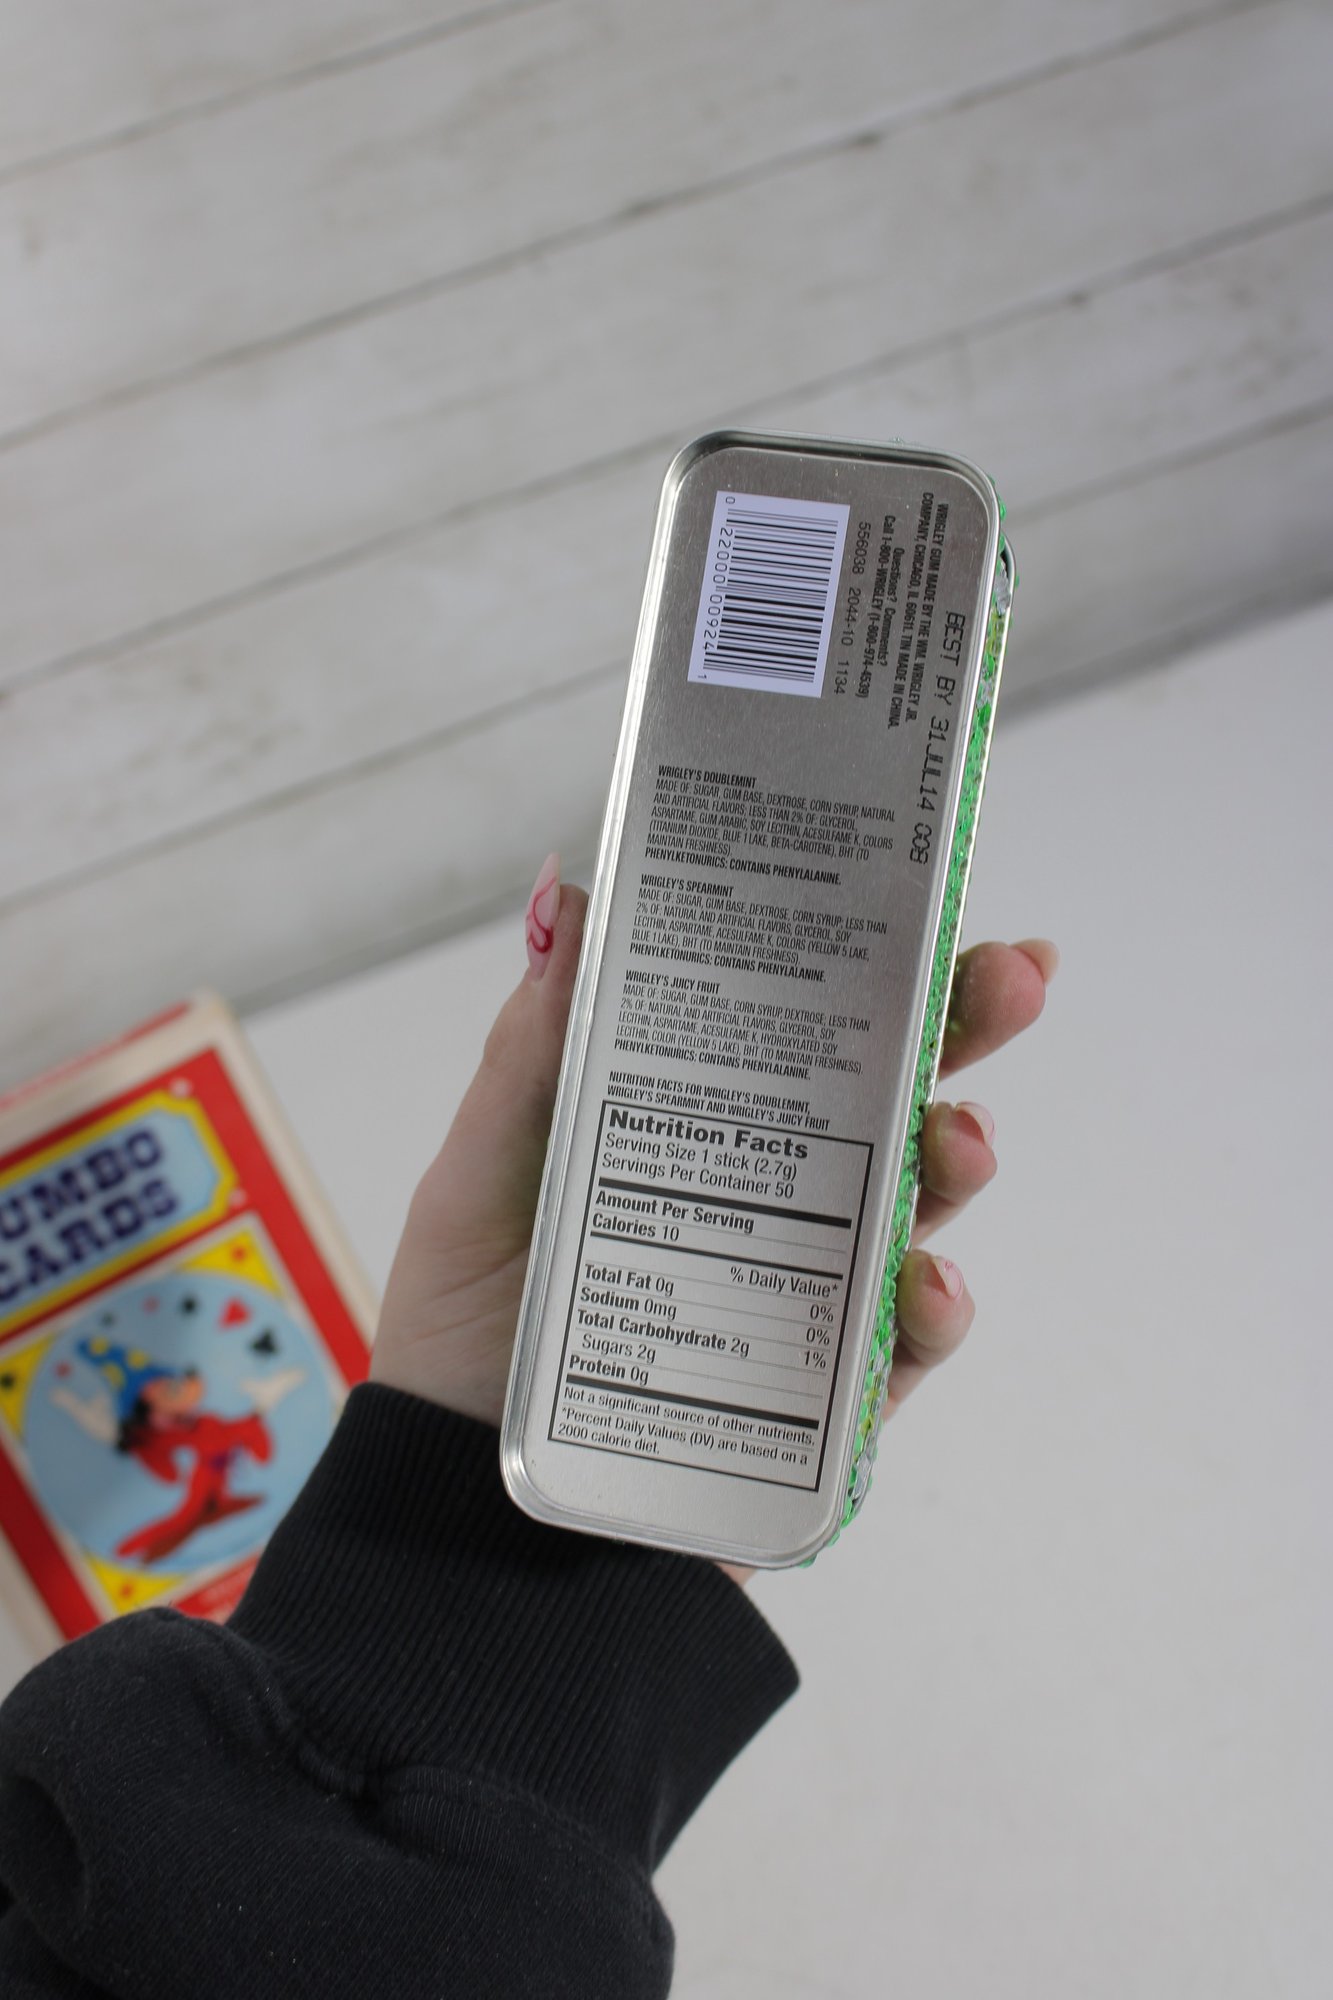 WRIGLEY GUM MADE BY THE WM. WRIGLEY JR.
COMPANY, CHICAGO, IL 60611. TIN MADE IN CHINA.
Questions? Comments?
Call 1-800-WRIGLEY (1-800-974-4539)
556038 2044-10 1134
0 22000 00924 1
BEST BY 31JUL14 00B
WRIGLEY'S DOUBLEMINT
MADE OF: SUGAR, GUM BASE, DEXTROSE, CORN SYRUP, NATURAL
AND ARTIFICIAL FLAVORS; LESS THAN 2% OF: GLYCEROL,
ASPARTAME, GUM ARABIC, SOY LECITHIN, ACESULFAME K, COLORS
(TITANIUM DIOXIDE, BLUE 1 LAKE, BETA-CAROTENE), BHT (TO
MAINTAIN FRESHNESS).
PHENYLKETONURICS: CONTAINS PHENYLALANINE.
WRIGLEY'S SPEARMINT
MADE OF: SUGAR, GUM BASE, DEXTROSE, CORN SYRUP; LESS THAN
2% OF: NATURAL AND ARTIFICIAL FLAVORS, GLYCEROL, SOY
LECITHIN, ASPARTAME, ACESULFAME K, COLORS (YELLOW 5 LAKE,
BLUE 1 LAKE), BHT (TO MAINTAIN FRESHNESS).
PHENYLKETONURICS: CONTAINS PHENYLALANINE.
WRIGLEY'S JUICY FRUIT
MADE OF: SUGAR, GUM BASE, CORN SYRUP, DEXTROSE; LESS THAN
2% OF: NATURAL AND ARTIFICIAL FLAVORS, GLYCEROL, SOY
LECITHIN, ASPARTAME, ACESULFAME K, HYDROXYLATED SOY
LECITHIN, COLOR (YELLOW 5 LAKE), BHT (TO MAINTAIN FRESHNESS).
PHENYLKETONURICS: CONTAINS PHENYLALANINE.
NUTRITION FACTS FOR WRIGLEY'S DOUBLEMINT,
WRIGLEY'S SPEARMINT AND WRIGLEY'S JUICY FRUIT
Nutrition Facts
Serving Size 1 stick (2.7g)
Servings Per Container 50
Amount Per Serving
Calories 10
% Daily Value*
Total Fat 0g 0%
Sodium 0mg 0%
Total Carbohydrate 2g 1%
Sugars 2g
Protein 0g
Not a significant source of other nutrients.
*Percent Daily Values (DV) are based on a
2000 calorie diet.
UMBO
CARDS